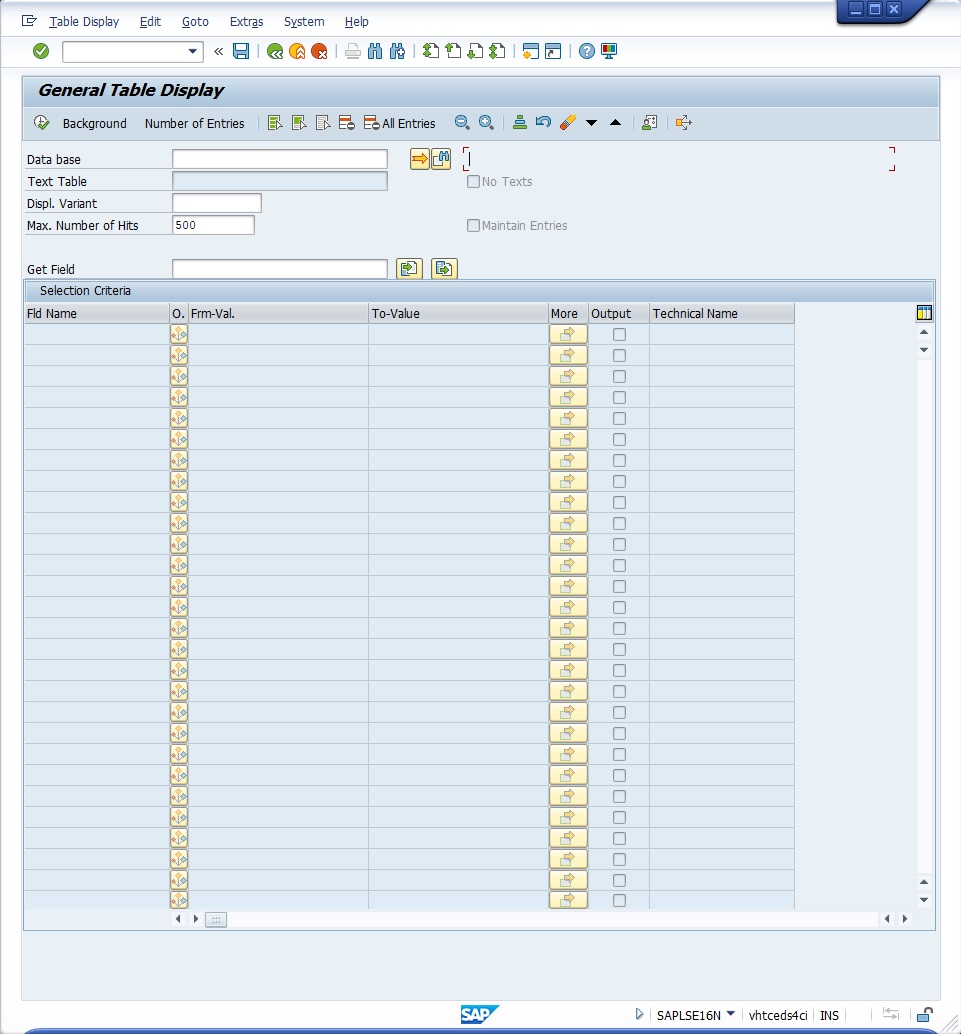 Table Display Edit Goto Extras System Help
General Table Display
Background Number of Entries All Entries
Data base
Text Table No Texts
Displ. Variant
Max. Number of Hits 500 Maintain Entries
Get Field
Selection Criteria
Fld Name O. Frm-Val. To-Value More Output Technical Name
SAP SAPLSE16N vhtceds4ci INS